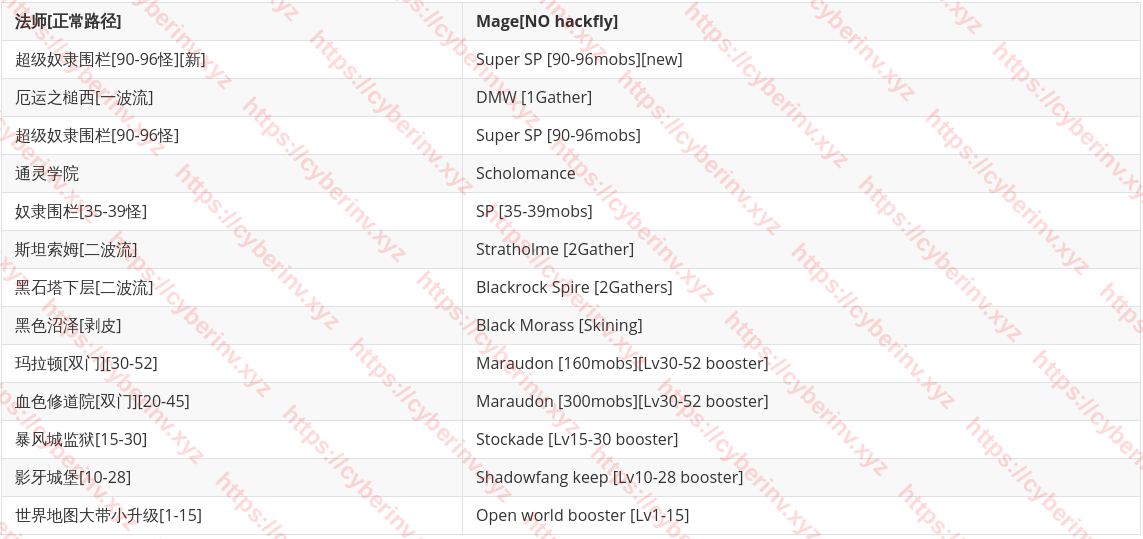 法师[正常路径] Mage[NO hackfly]
超级奴隶围栏[90-96怪][新] Super SP [90-96mobs][new]
厄运之槌西[一波流] DMW [1Gather]
超级奴隶围栏[90-96怪] Super SP [90-96mobs]
通灵学院 Scholomance
奴隶围栏[35-39怪] SP [35-39mobs]
斯坦索姆[二波流] Stratholme [2Gather]
黑石塔下层[二波流] Blackrock Spire [2Gathers]
黑色沼泽[剥皮] Black Morass [Skining]
玛拉顿[双门][30-52] Maraudon [160mobs][Lv30-52 booster]
血色修道院[双门][20-45] Maraudon [300mobs][Lv30-52 booster]
暴风城监狱[15-30] Stockade [Lv15-30 booster]
影牙城堡[10-28] Shadowfang keep [Lv10-28 booster]
世界地图大带小升级[1-15] Open world booster [Lv1-15]
https://cyberinv.xyz